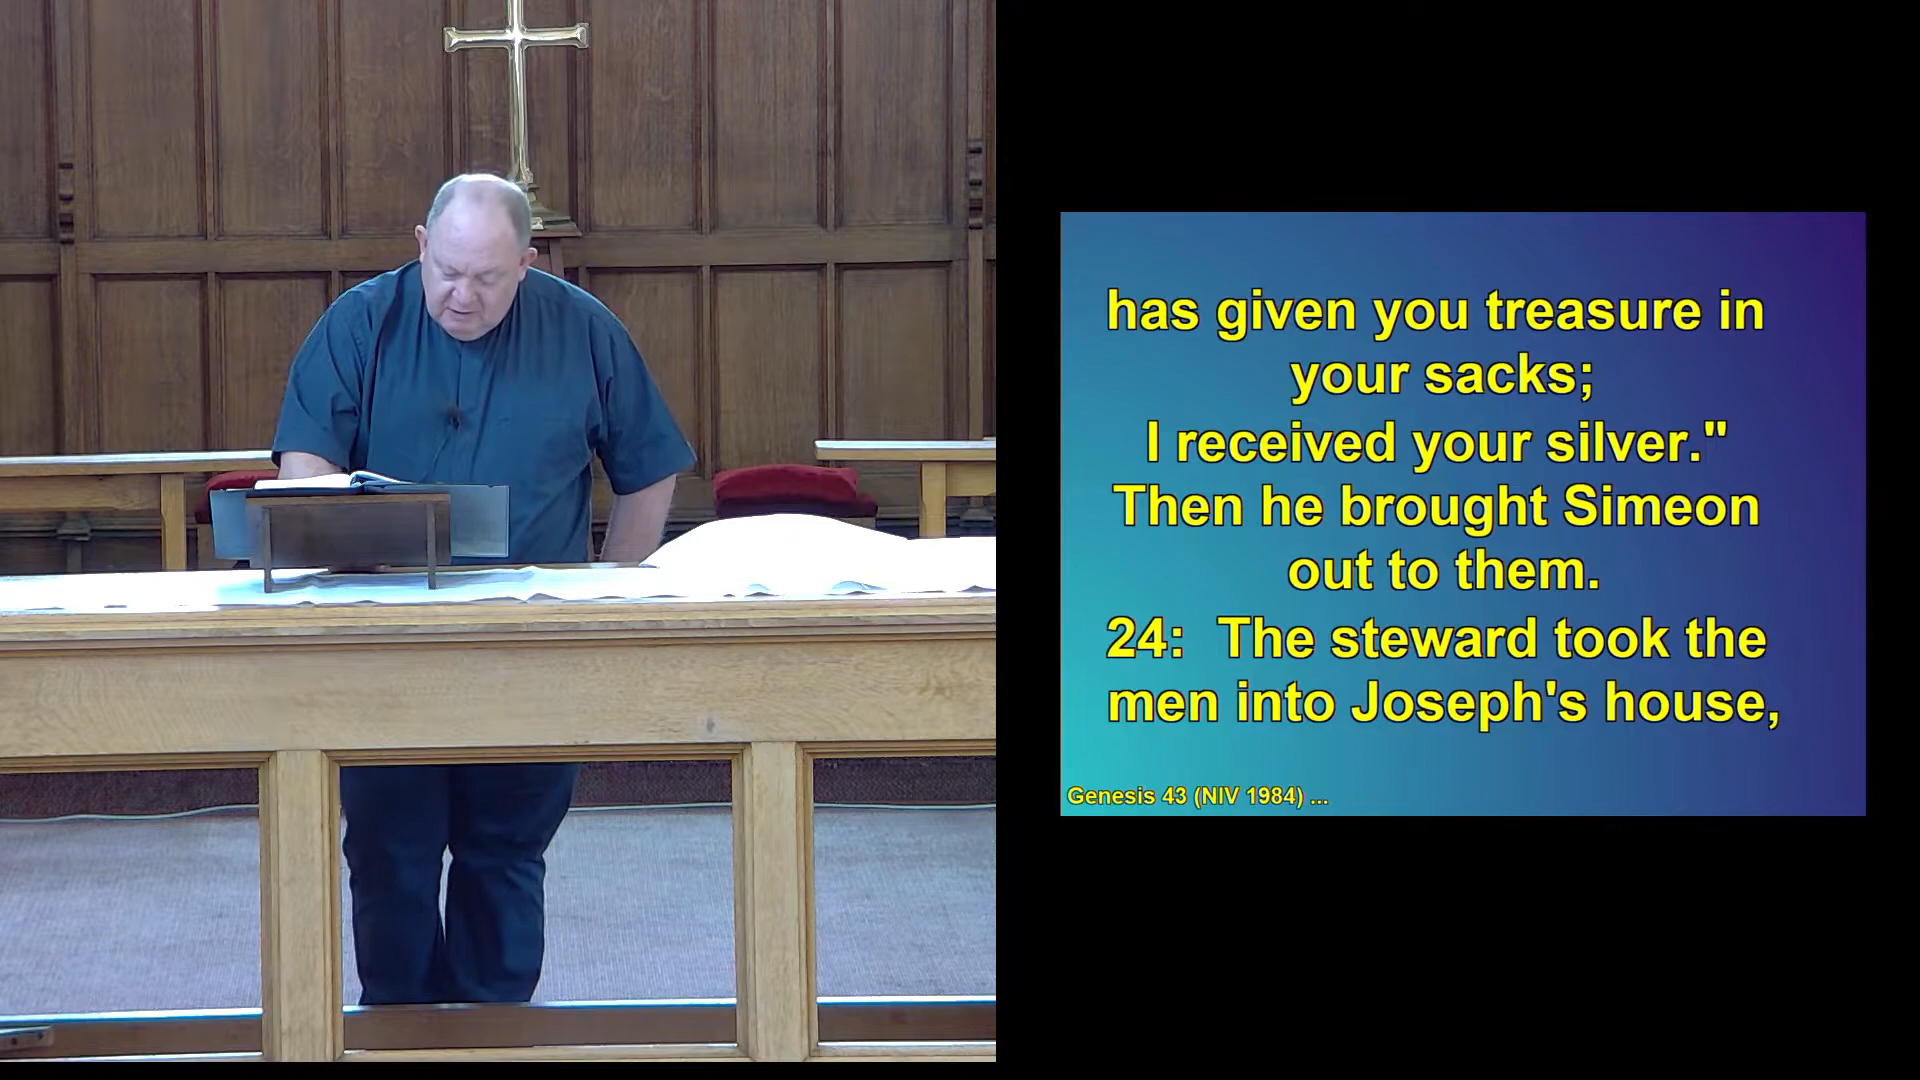 has given you treasure in
your sacks;
I received your silver."
Then he brought Simeon
out to them.
24:  The steward took the
men into Joseph's house,
Genesis 43 (NIV 1984) ...